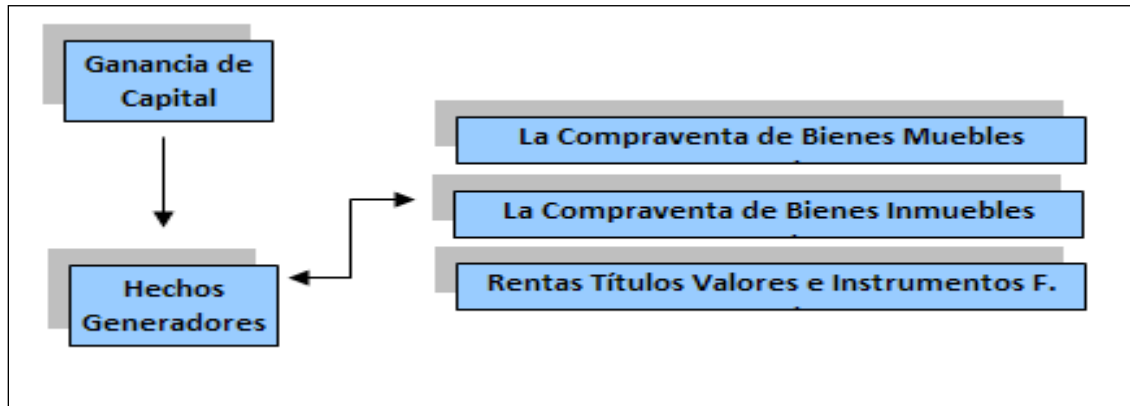 Ganancia de
Capital
La Compraventa de Bienes Muebles
La Compraventa de Bienes Inmuebles
Hechos
Generadores
Rentas Títulos Valores e Instrumentos F.